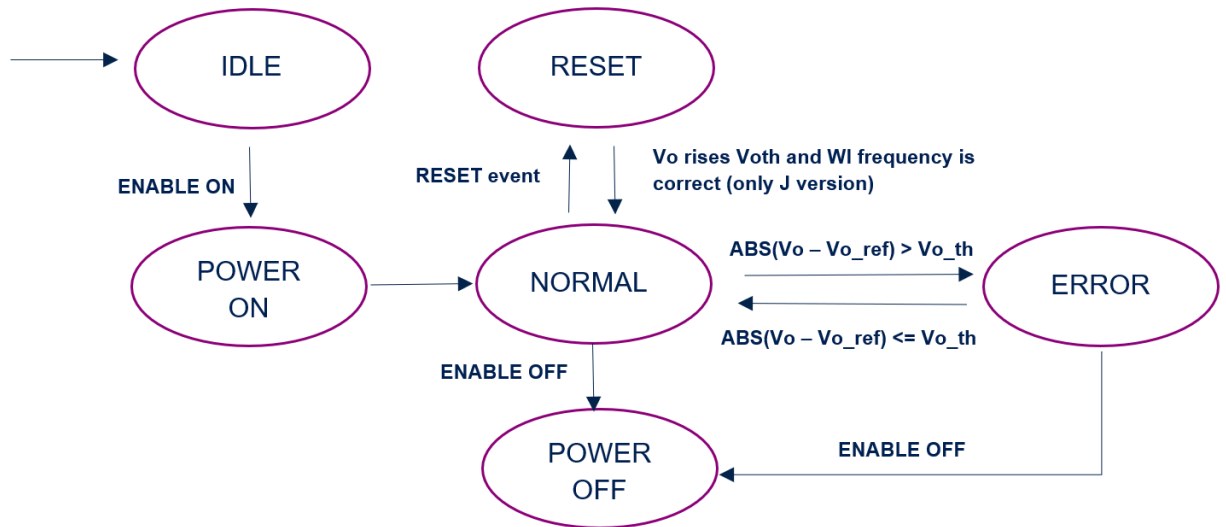 IDLE
RESET
ENABLE ON
RESET event
Vo rises Voth and WI frequency is
correct (only J version)
POWER
ON
NORMAL
ABS(Vo – Vo_ref) > Vo_th
ERROR
ABS(Vo – Vo_ref) <= Vo_th
ENABLE OFF
POWER
OFF
ENABLE OFF